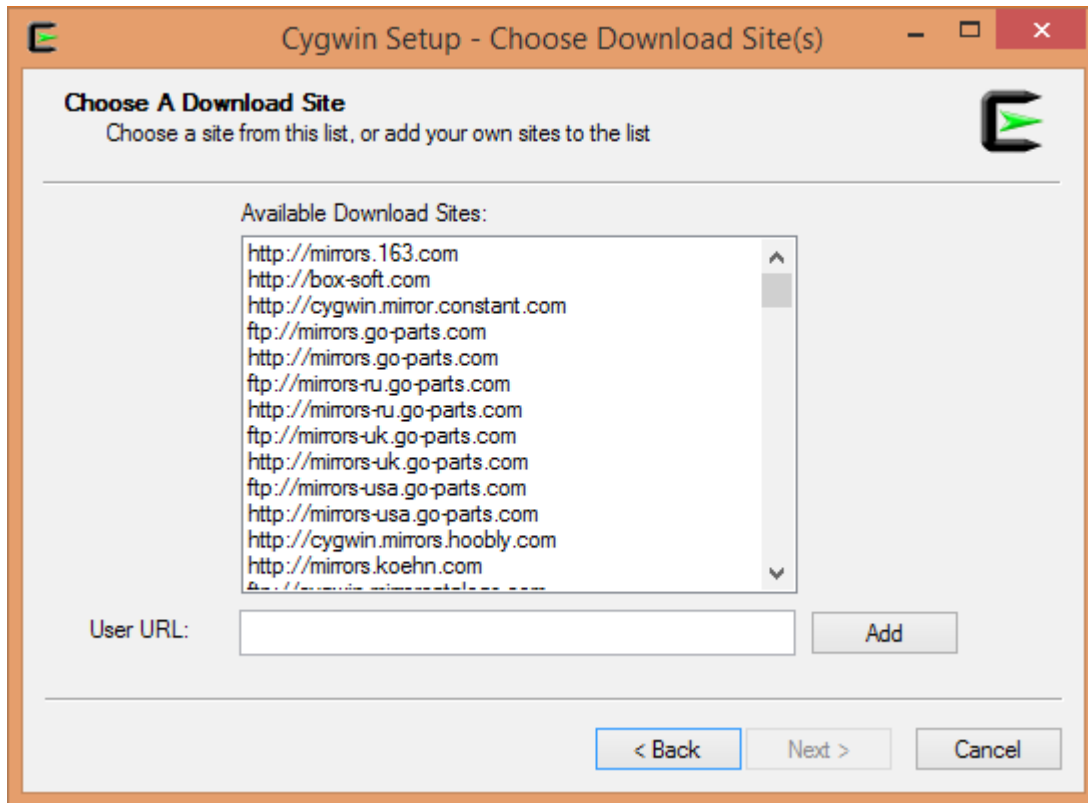 Cygwin Setup - Choose Download Site(s)
Choose A Download Site
Choose a site from this list, or add your own sites to the list
Available Download Sites:
http://mirrors.163.com
http://box-soft.com
http://cygwin.mirror.constant.com
ftp://mirrors.go-parts.com
http://mirrors.go-parts.com
ftp://mirrors-ru.go-parts.com
http://mirrors-ru.go-parts.com
ftp://mirrors-uk.go-parts.com
http://mirrors-uk.go-parts.com
ftp://mirrors-usa.go-parts.com
http://mirrors-usa.go-parts.com
http://cygwin.mirrors.hoobly.com
http://mirrors.koehn.com
User URL:
Add
< Back
Next >
Cancel